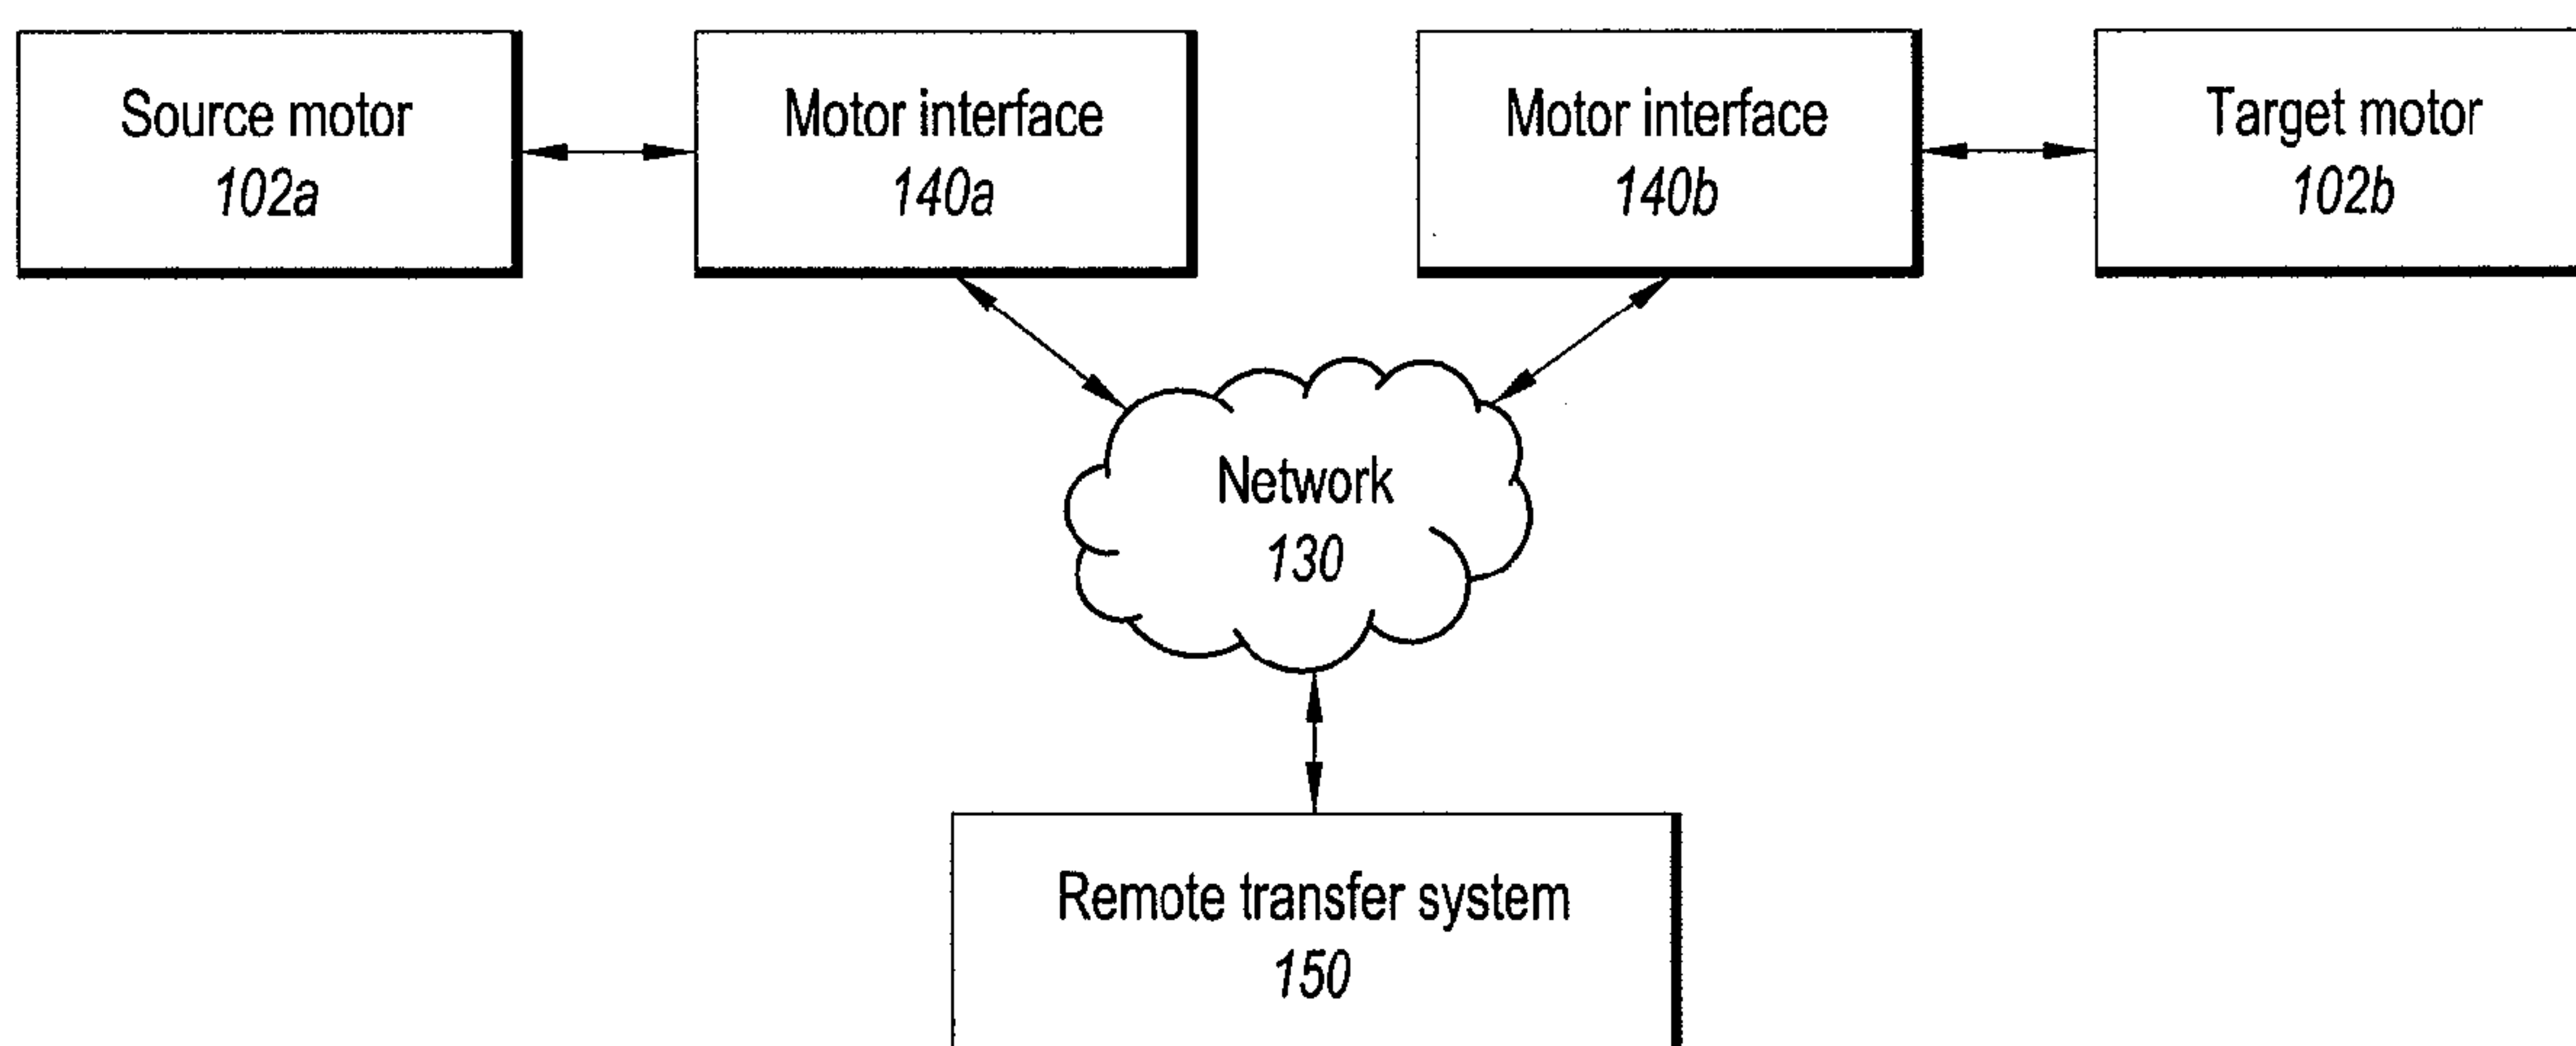 Source motor
102a
Motor interface
140a
Motor interface
140b
Target motor
102b
Network
130
Remote transfer system
150